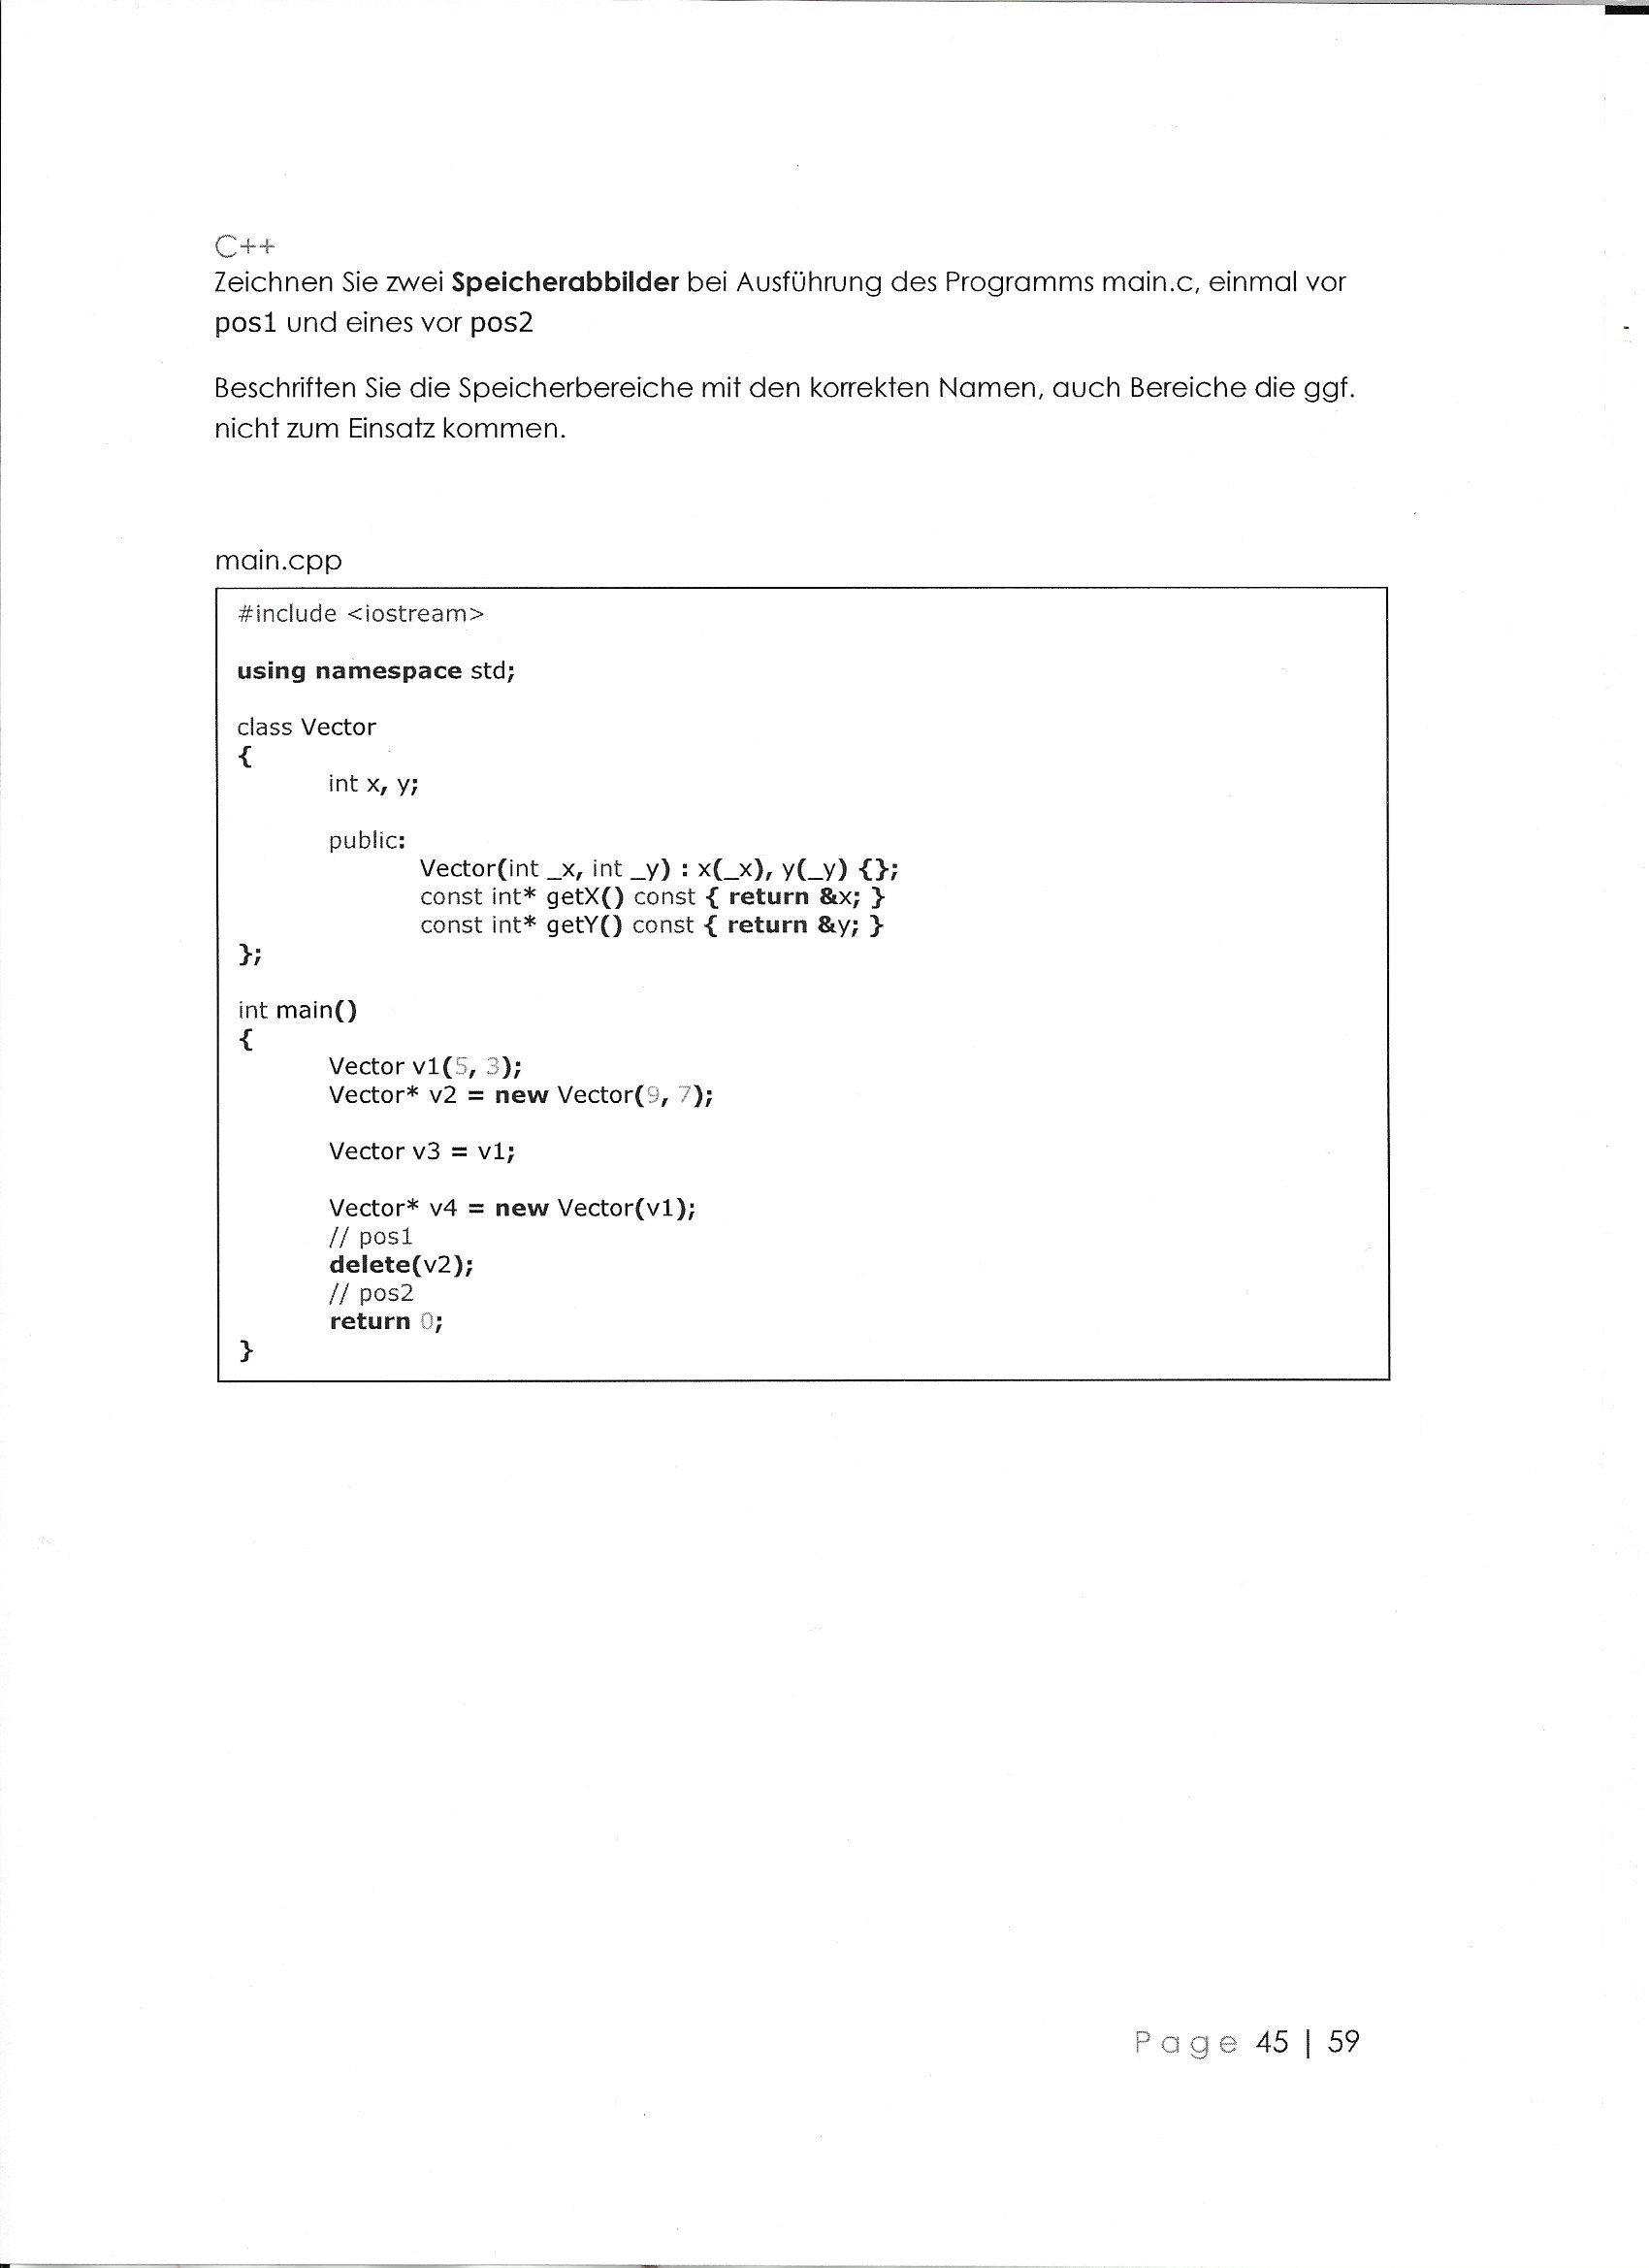 C++
Zeichnen Sie zwei Speicherabbilder bei Ausführung des Programms main.c, einmal vor
pos1 und eines vor pos2
Beschriften Sie die Speicherbereiche mit den korrekten Namen, auch Bereiche die ggf.
nicht zum Einsatz kommen.
main.cpp
#include <iostream>
using namespace std;
class Vector
{
int x, y;
public:
Vector(int _x, int _y) : x(_x), y(_y) {};
const int* getX() const { return &x; }
const int* getY() const { return &y; }
};
int main()
{
Vector v1(5, 3);
Vector* v2 = new Vector(9, 7);
Vector v3 = v1;
Vector* v4 = new Vector(v1);
// pos1
delete(v2);
// pos2
return 0;
}
Page 45 | 59